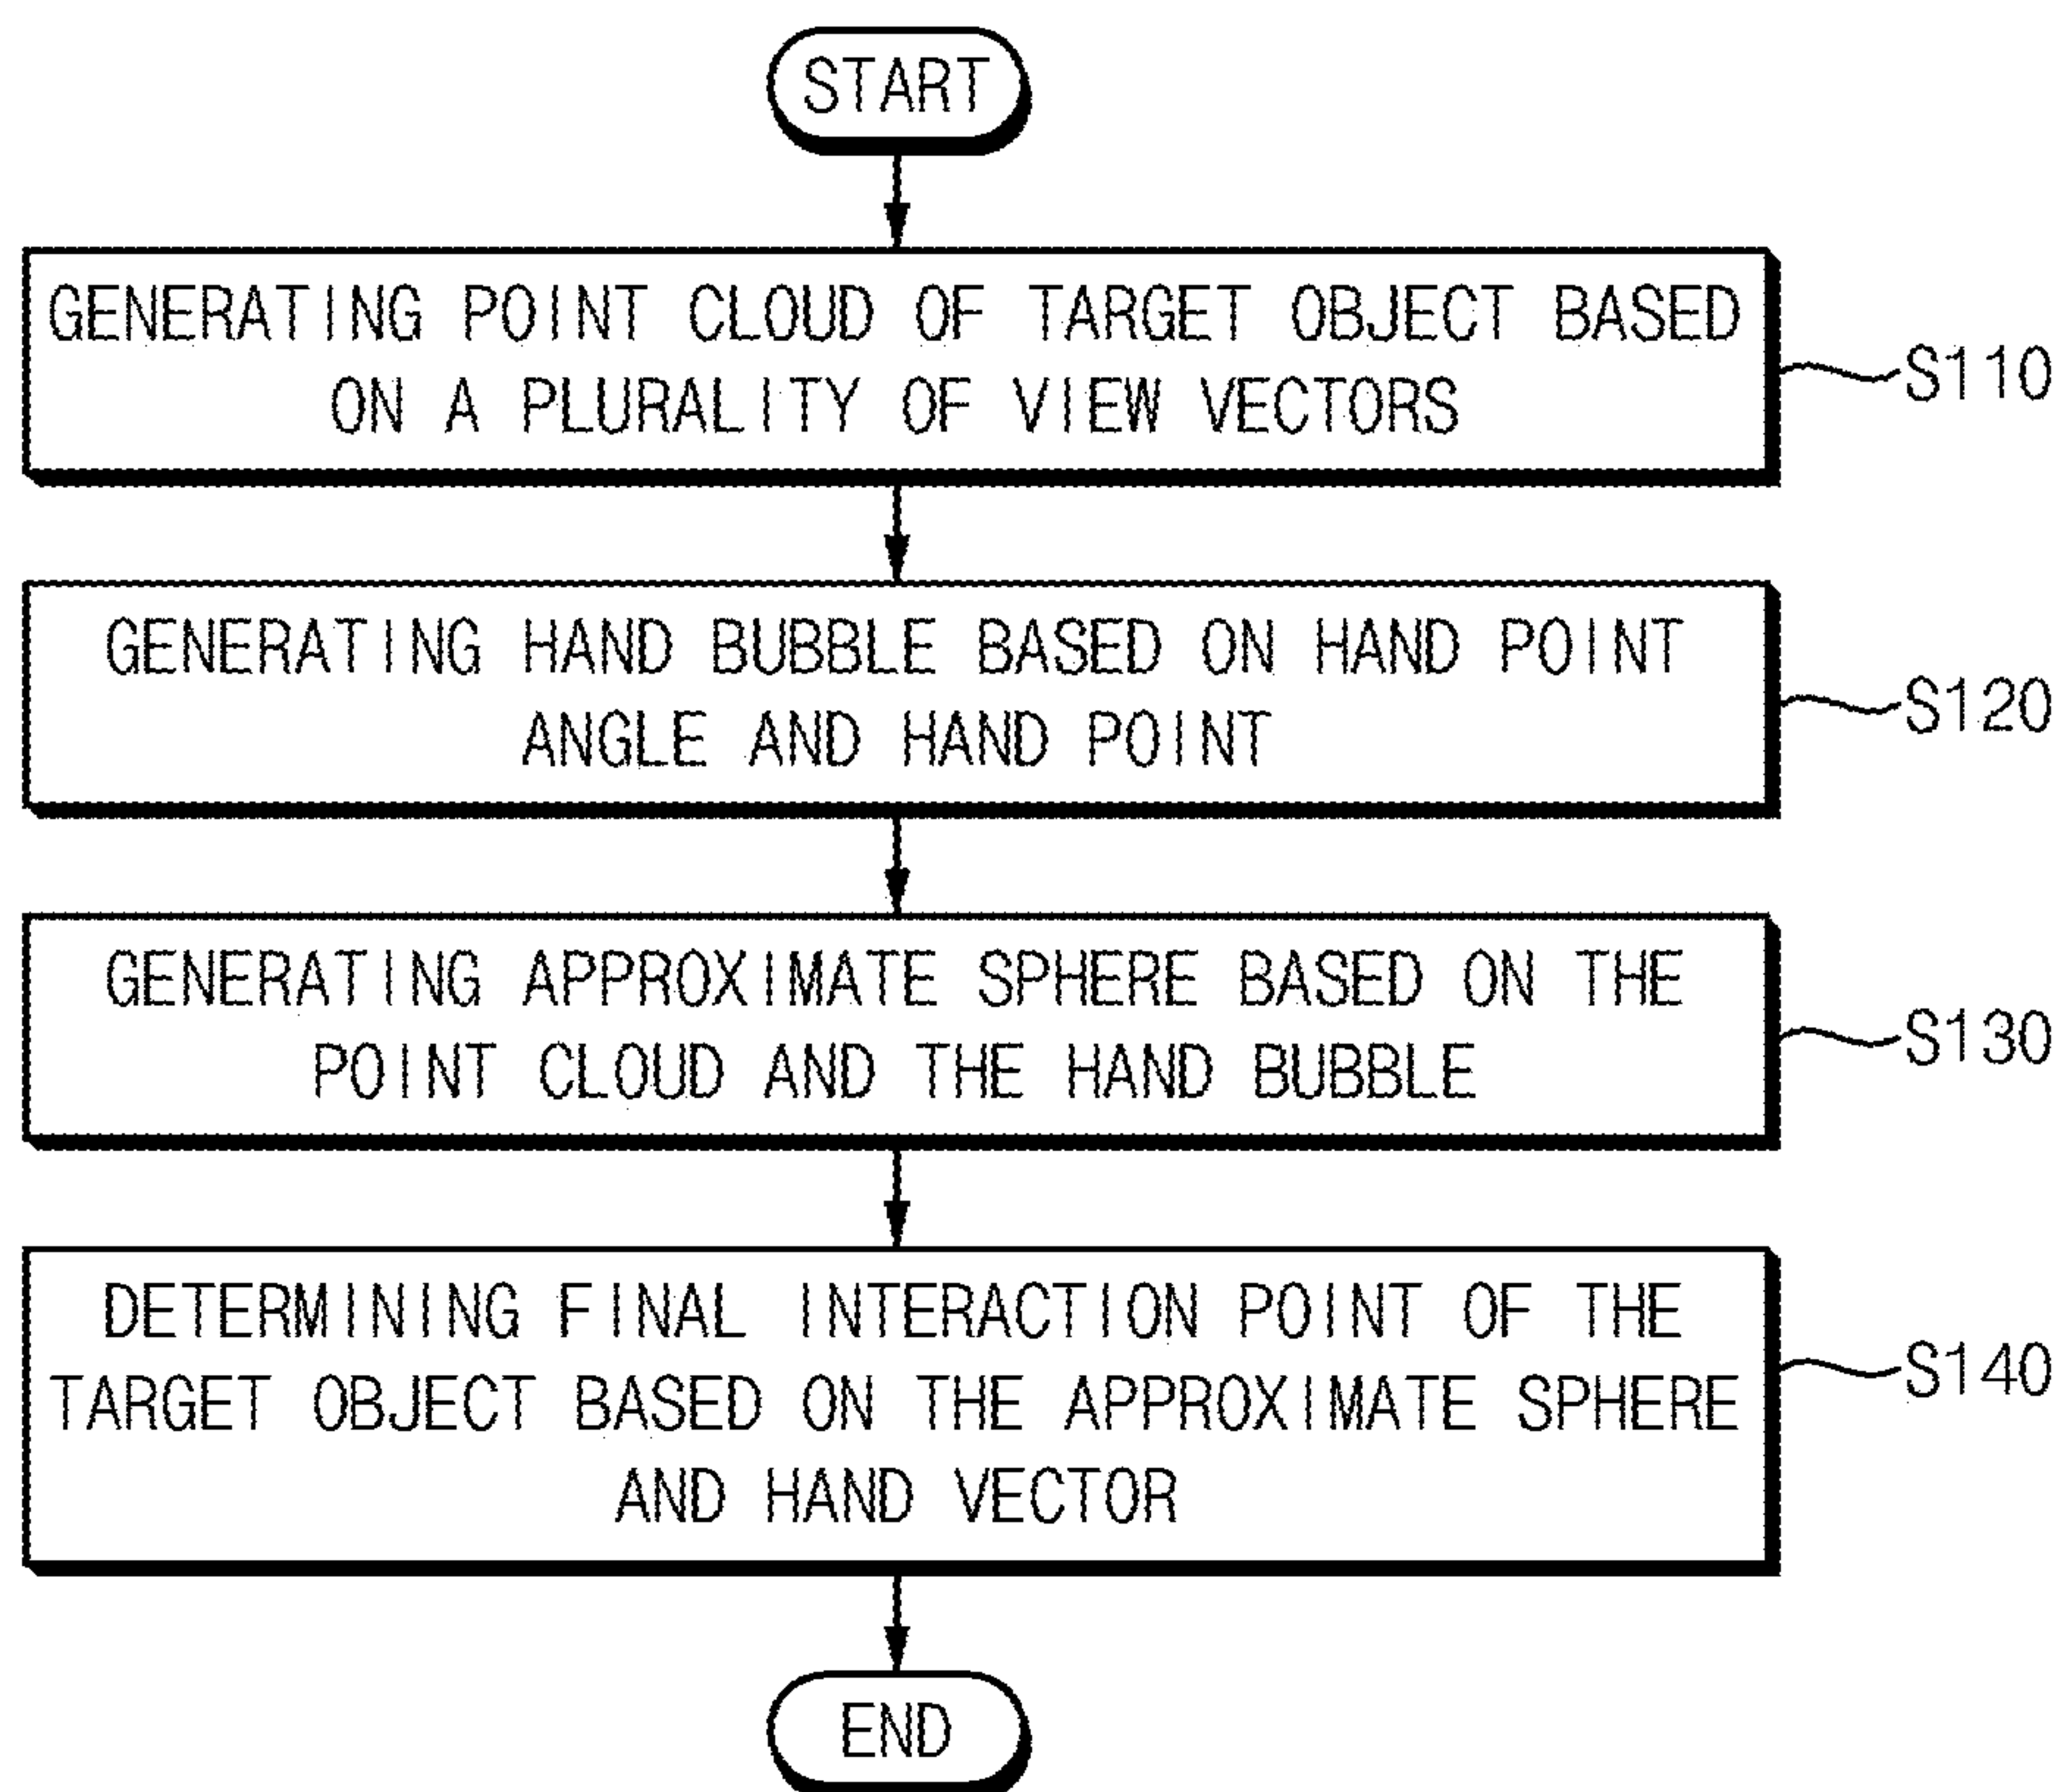 START
GENERATING POINT CLOUD OF TARGET OBJECT BASED
ON A PLURALITY OF VIEW VECTORS
S110
GENERATING HAND BUBBLE BASED ON HAND POINT
ANGLE AND HAND POINT
S120
GENERATING APPROXIMATE SPHERE BASED ON THE
POINT CLOUD AND THE HAND BUBBLE
S130
DETERMINING FINAL INTERACTION POINT OF THE
TARGET OBJECT BASED ON THE APPROXIMATE SPHERE
AND HAND VECTOR
S140
END